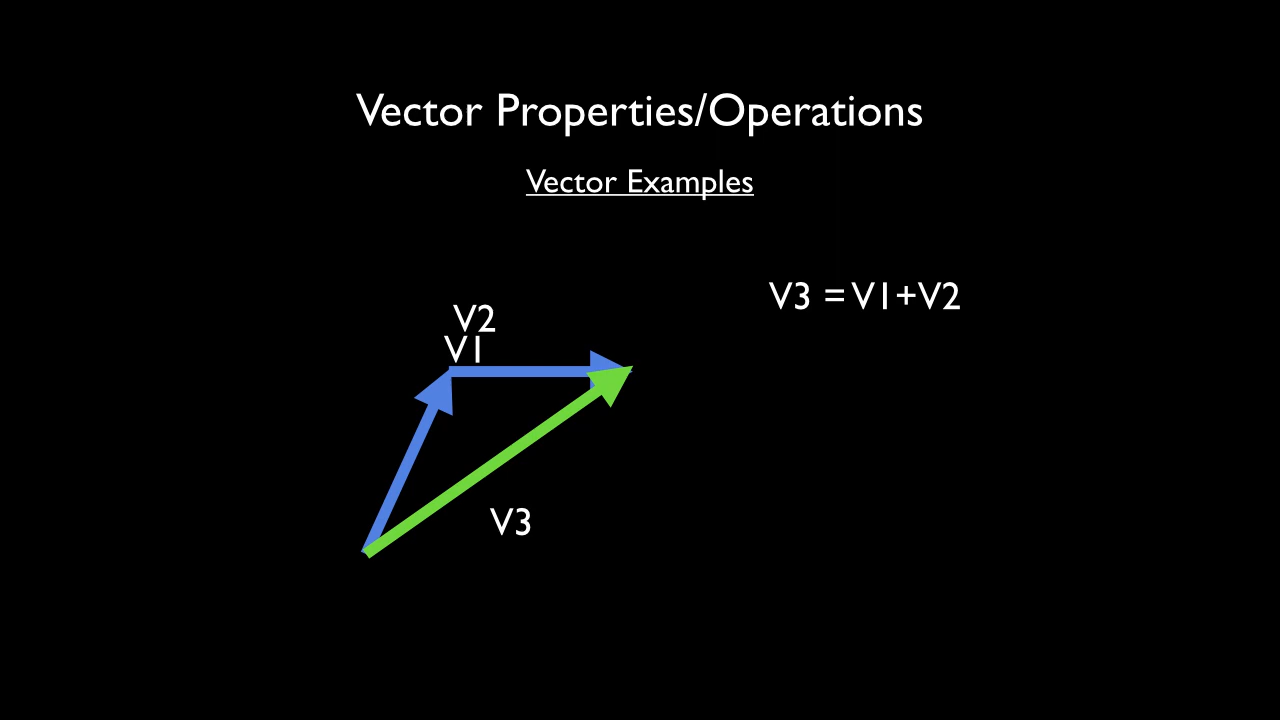 Vector Properties/Operations
Vector Examples
V3 = V1+V2
V2
V1
V3